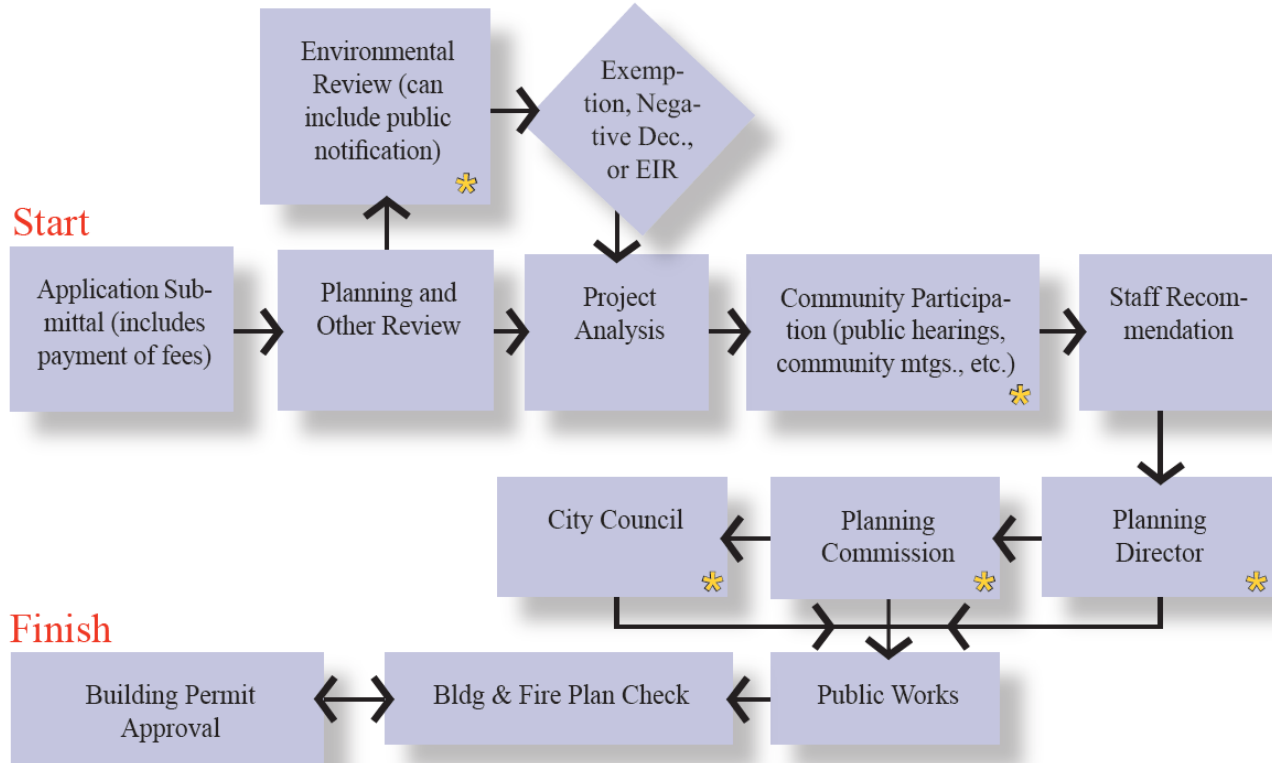 Environmental
Review (can
include public
notification)
*
Exemp-
tion, Nega-
tive Dec.,
or EIR
Start
Application Sub-
mittal (includes
payment of fees)
Planning and
Other Review
Project
Analysis
Community Participa-
tion (public hearings,
community mtgs., etc.)
*
Staff Recom-
mendation
City Council
*
Planning
Commission
*
Planning
Director
*
Finish
Building Permit
Approval
Bldg & Fire Plan Check
Public Works